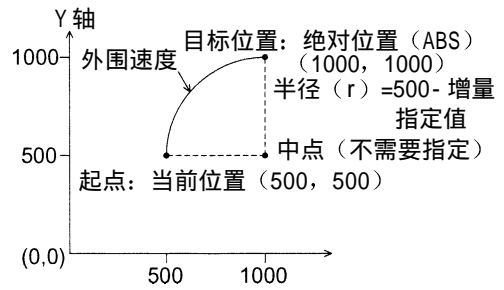 Y 轴
目标位置：绝对位置（ABS）
1000
外围速度
（1000，1000）
半径（r）=500- 增量
指定值
500
中点（不需要指定）
起点：当前位置（500，500）
(0,0)
500
1000